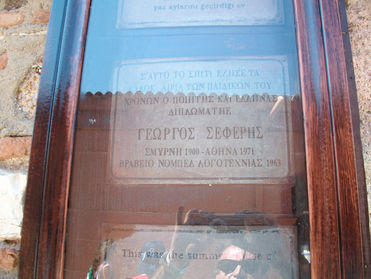 yaz aylarını geçirdiği ev
Σ'ΑΥΤΟ ΤΟ ΣΠΙΤΙ ΕΖΗΣΕ ΤΑ
ΤΩΝ ΠΑΙΔΙΚΩΝ ΤΟΥ
ΧΡΟΝΩΝ Ο ΠΟΙΗΤΗΣ ΚΑΙ ΕΛΛΗΝΑΣ
ΔΙΠΛΩΜΑΤΗΣ
ΓΕΩΡΓΟΣ ΣΕΦΕΡΗΣ
ΣΜΥΡΝΗ 1900 - ΑΘΗΝΑ 1971
ΒΡΑΒΕΙΟ ΝΟΜΠΕΛ ΛΟΓΟΤΕΧΝΙΑΣ 1963
This was the summer